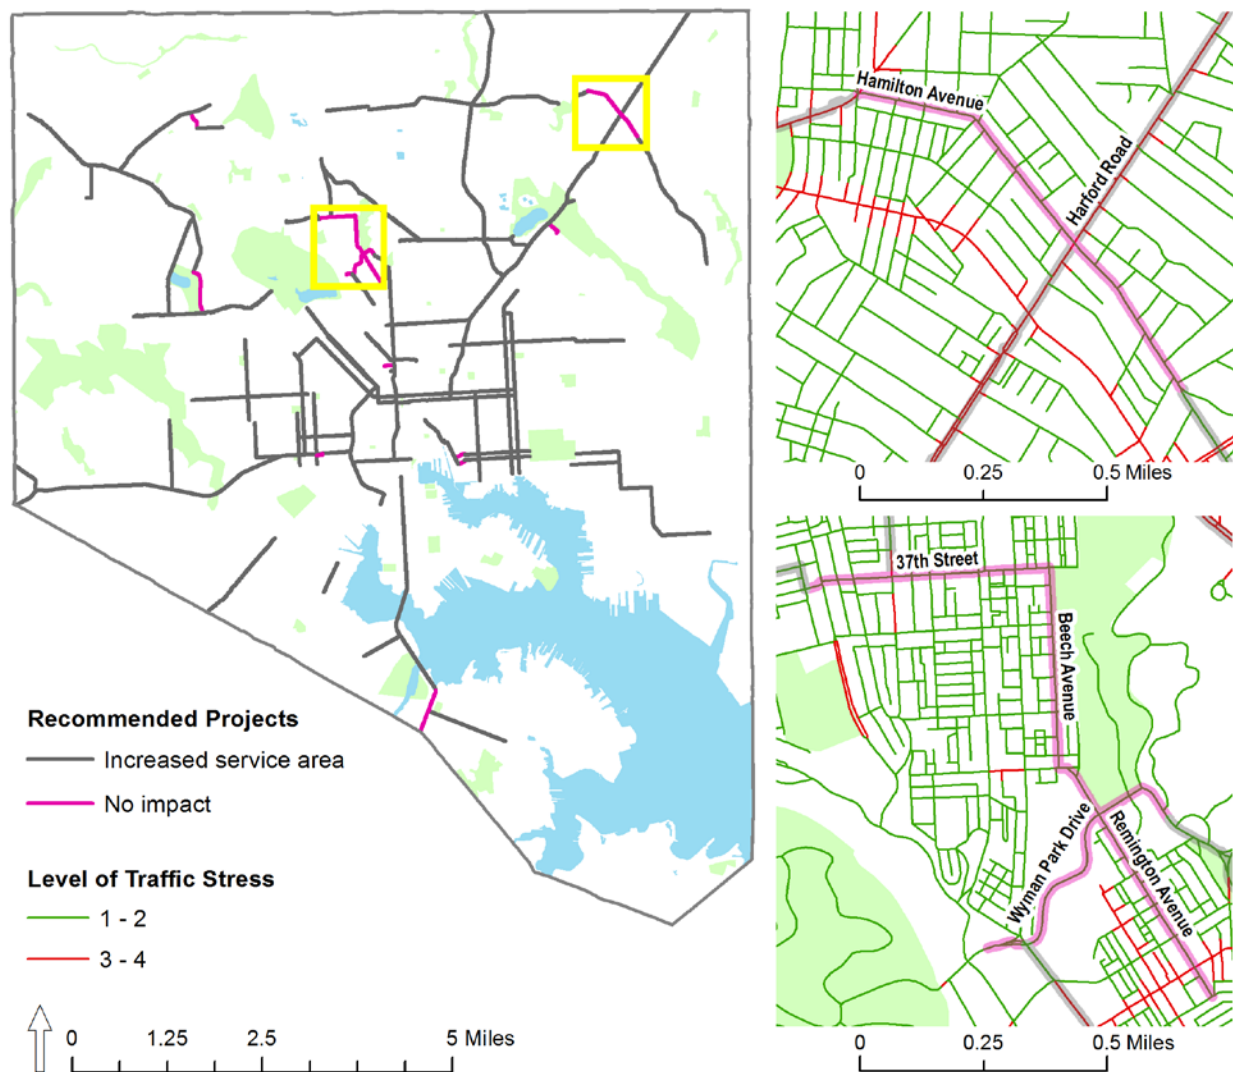 Recommended Projects
Increased service area
No impact
Level of Traffic Stress
1 - 2
3 - 4
0 1.25 2.5 5 Miles
Hamilton Avenue
Harford Road
0 0.25 0.5 Miles
37th Street
Beech Avenue
Wyman Park Drive
Remington Avenue
0 0.25 0.5 Miles